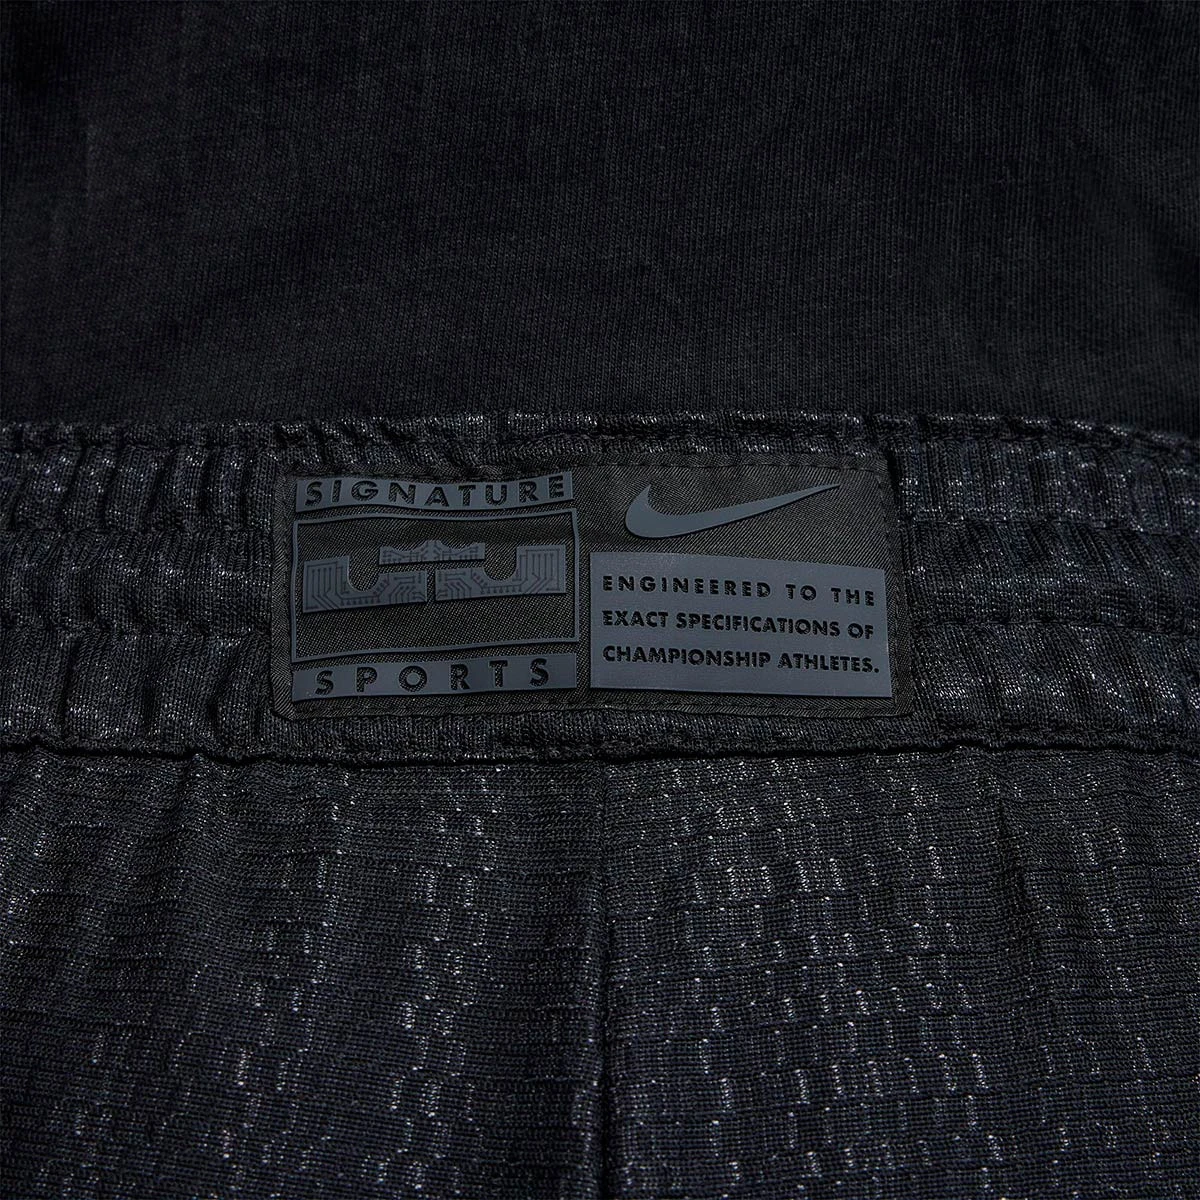 SIGNATURE
SPORTS
ENGINEERED TO THE
EXACT SPECIFICATIONS OF
CHAMPIONSHIP ATHLETES.